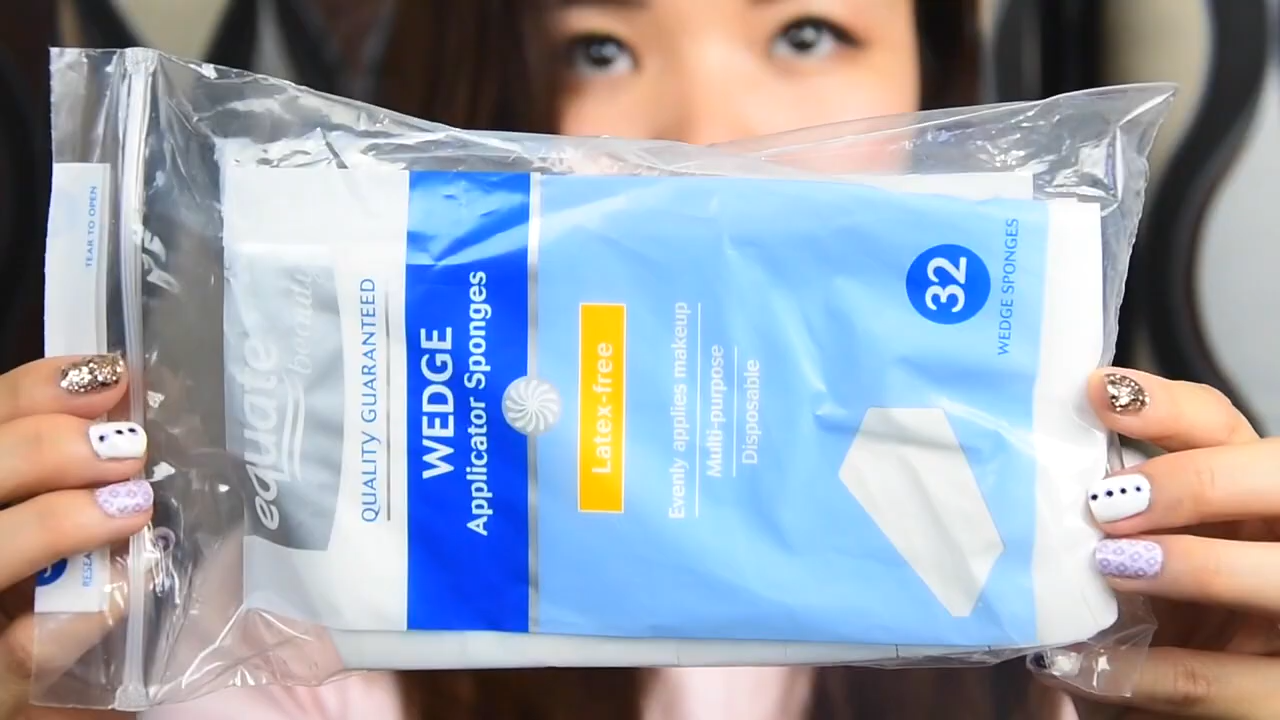 TEAR TO OPEN
equate
beauty
QUALITY GUARANTEED
WEDGE
Applicator Sponges
Latex-free
Evenly applies makeup
Multi-purpose
Disposable
32
WEDGE SPONGES